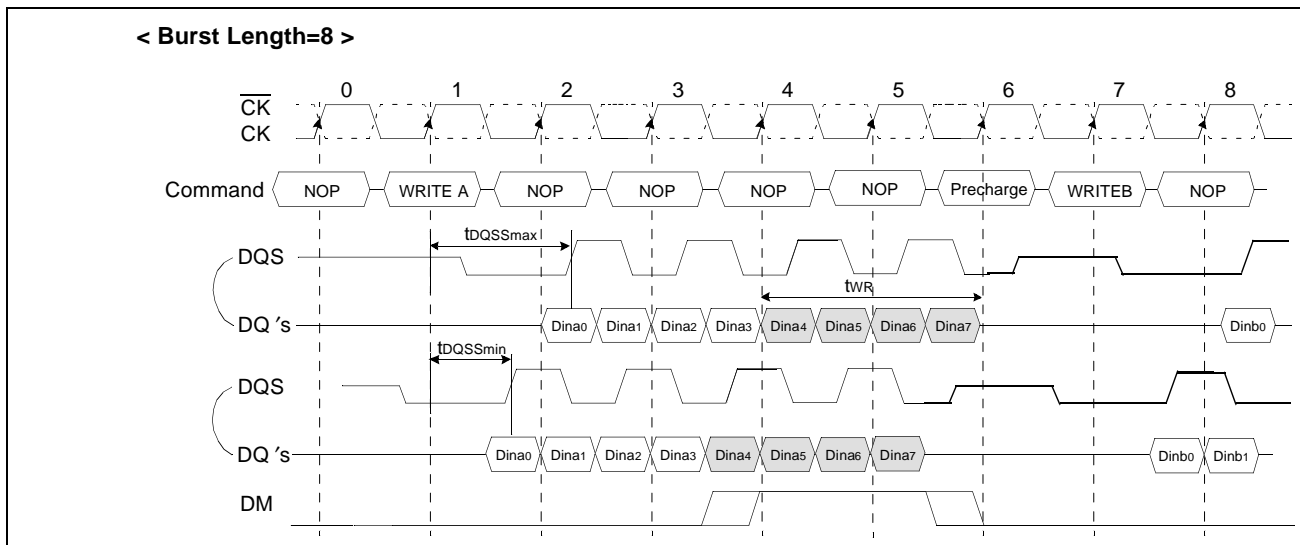 < Burst Length=8 >
0 1 2 3 4 5 6 7 8
CK
CK
Command NOP WRITE A NOP NOP NOP NOP Precharge WRITEB NOP
tDQSSmax
DQS
tWR
DQ 's Dina0 Dina1 Dina2 Dina3 Dina4 Dina5 Dina6 Dina7 Dinb0
tDQSSmin
DQS
DQ 's Dina0 Dina1 Dina2 Dina3 Dina4 Dina5 Dina6 Dina7 Dinb0 Dinb1
DM